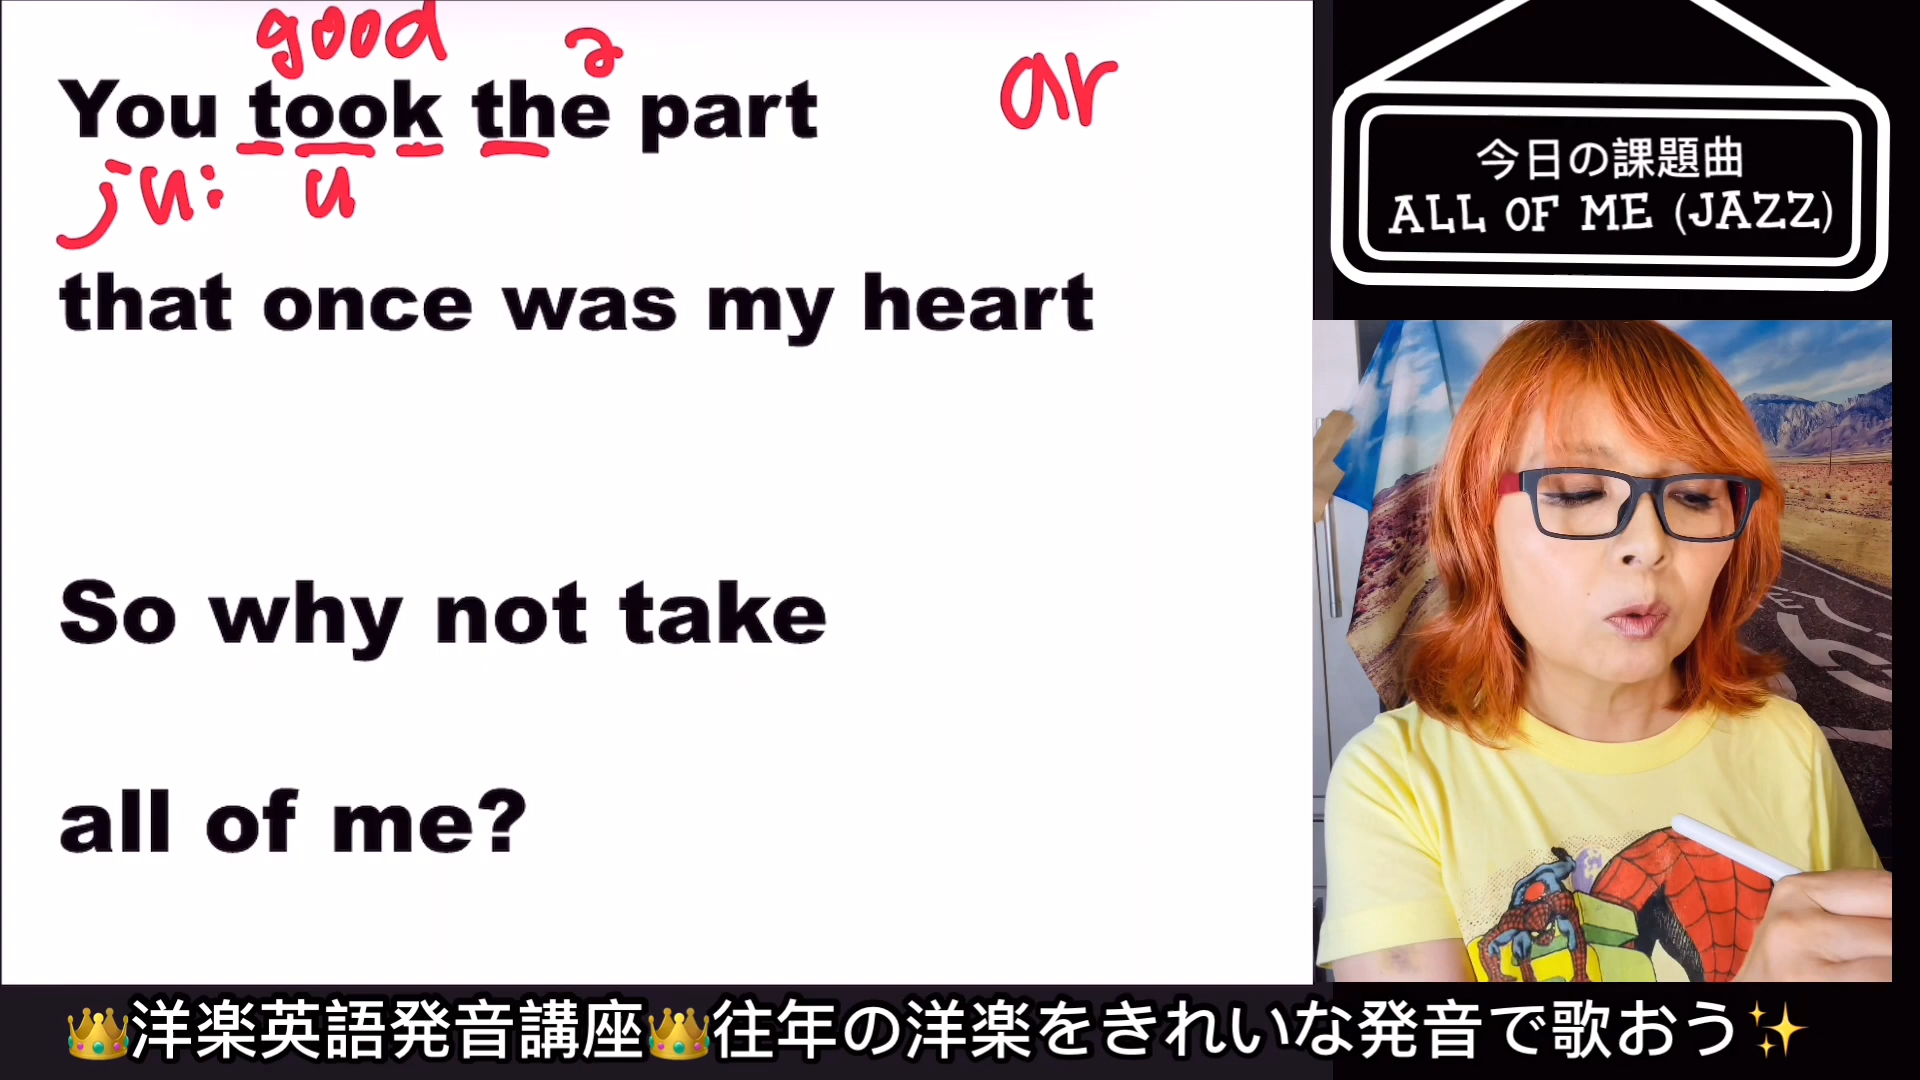 good ə ar
You took the part
ju: u
that once was my heart
So why not take
all of me?
今日の課題曲
ALL OF ME (JAZZ)
👑洋楽英語発音講座👑往年の洋楽をきれいな発音で歌おう✨